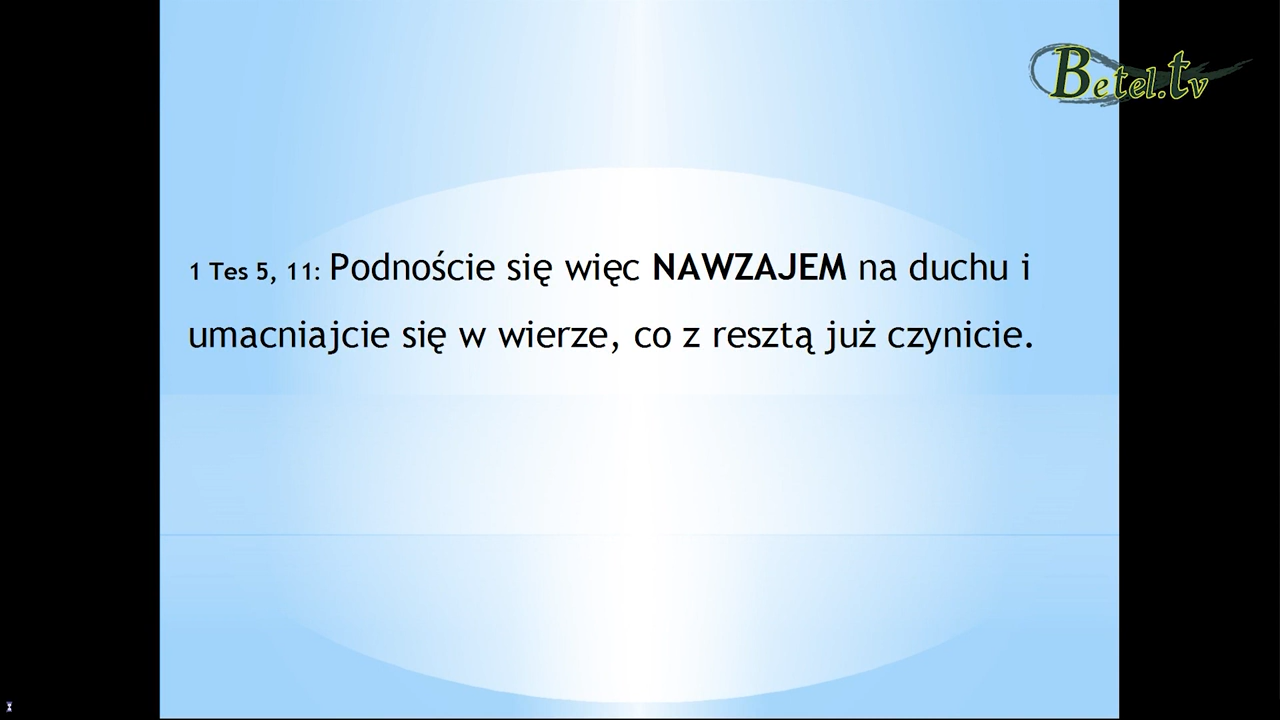 Betel.tv
1 Tes 5, 11: Podnoście się więc NAWZAJEM na duchu i
umacniajcie się w wierze, co z resztą już czynicie.